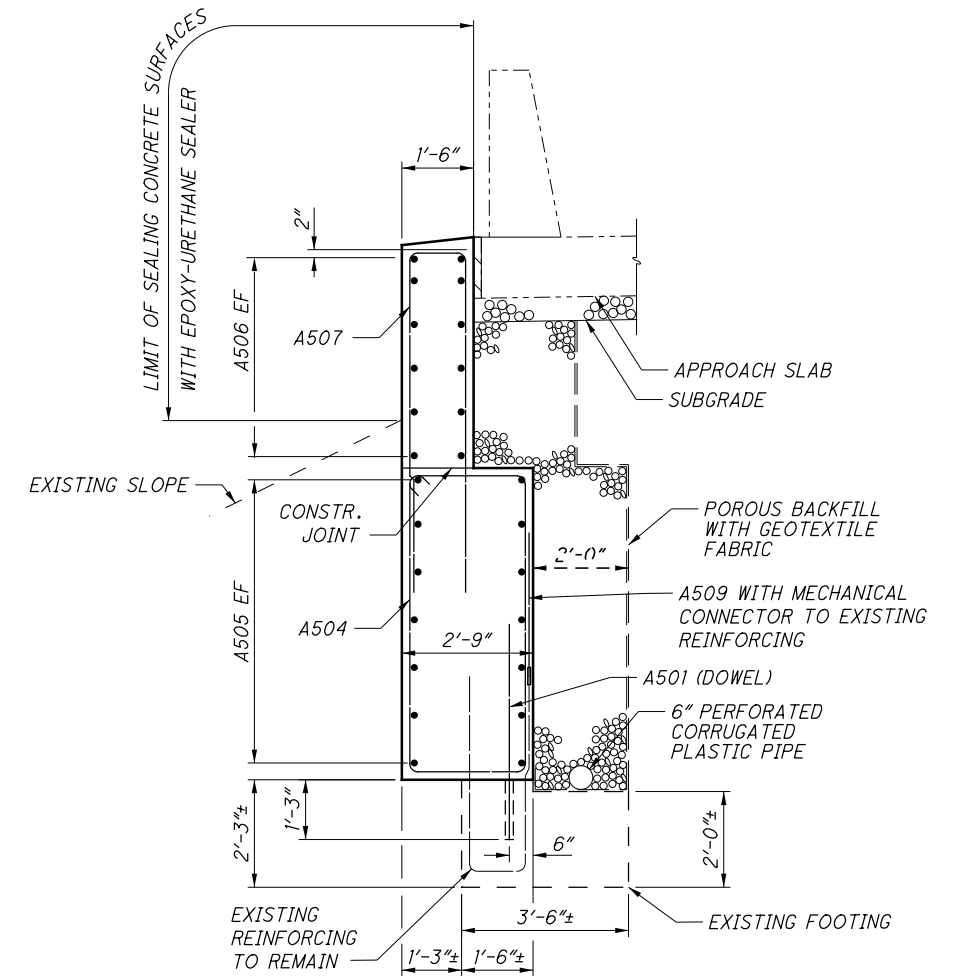 LIMIT OF SEALING CONCRETE SURFACES
WITH EPOXY-URETHANE SEALER
1'-6"
2"
A506 EF
A507
APPROACH SLAB
SUBGRADE
EXISTING SLOPE
CONSTR.
JOINT
POROUS BACKFILL
WITH GEOTEXTILE
FABRIC
2'-0"
A505 EF
A504
A509 WITH MECHANICAL
CONNECTOR TO EXISTING
REINFORCING
2'-9"
A501 (DOWEL)
6" PERFORATED
CORRUGATED
PLASTIC PIPE
2'-3"±
1'-3"
6"
2'-0"±
EXISTING
REINFORCING
TO REMAIN
3'-6"±
EXISTING FOOTING
1'-3"±
1'-6"±